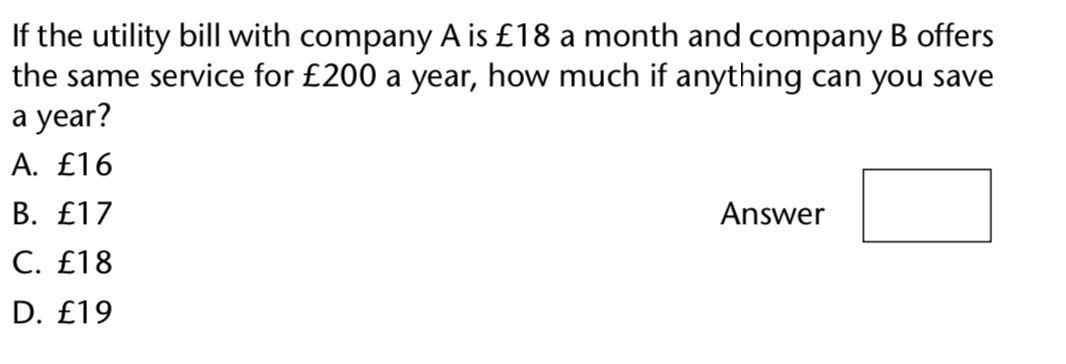 If the utility bill with company A is £18 a month and company B offers
the same service for £200 a year, how much if anything can you save
a year?
A. £16
B. £17
Answer
C. £18
D. £19